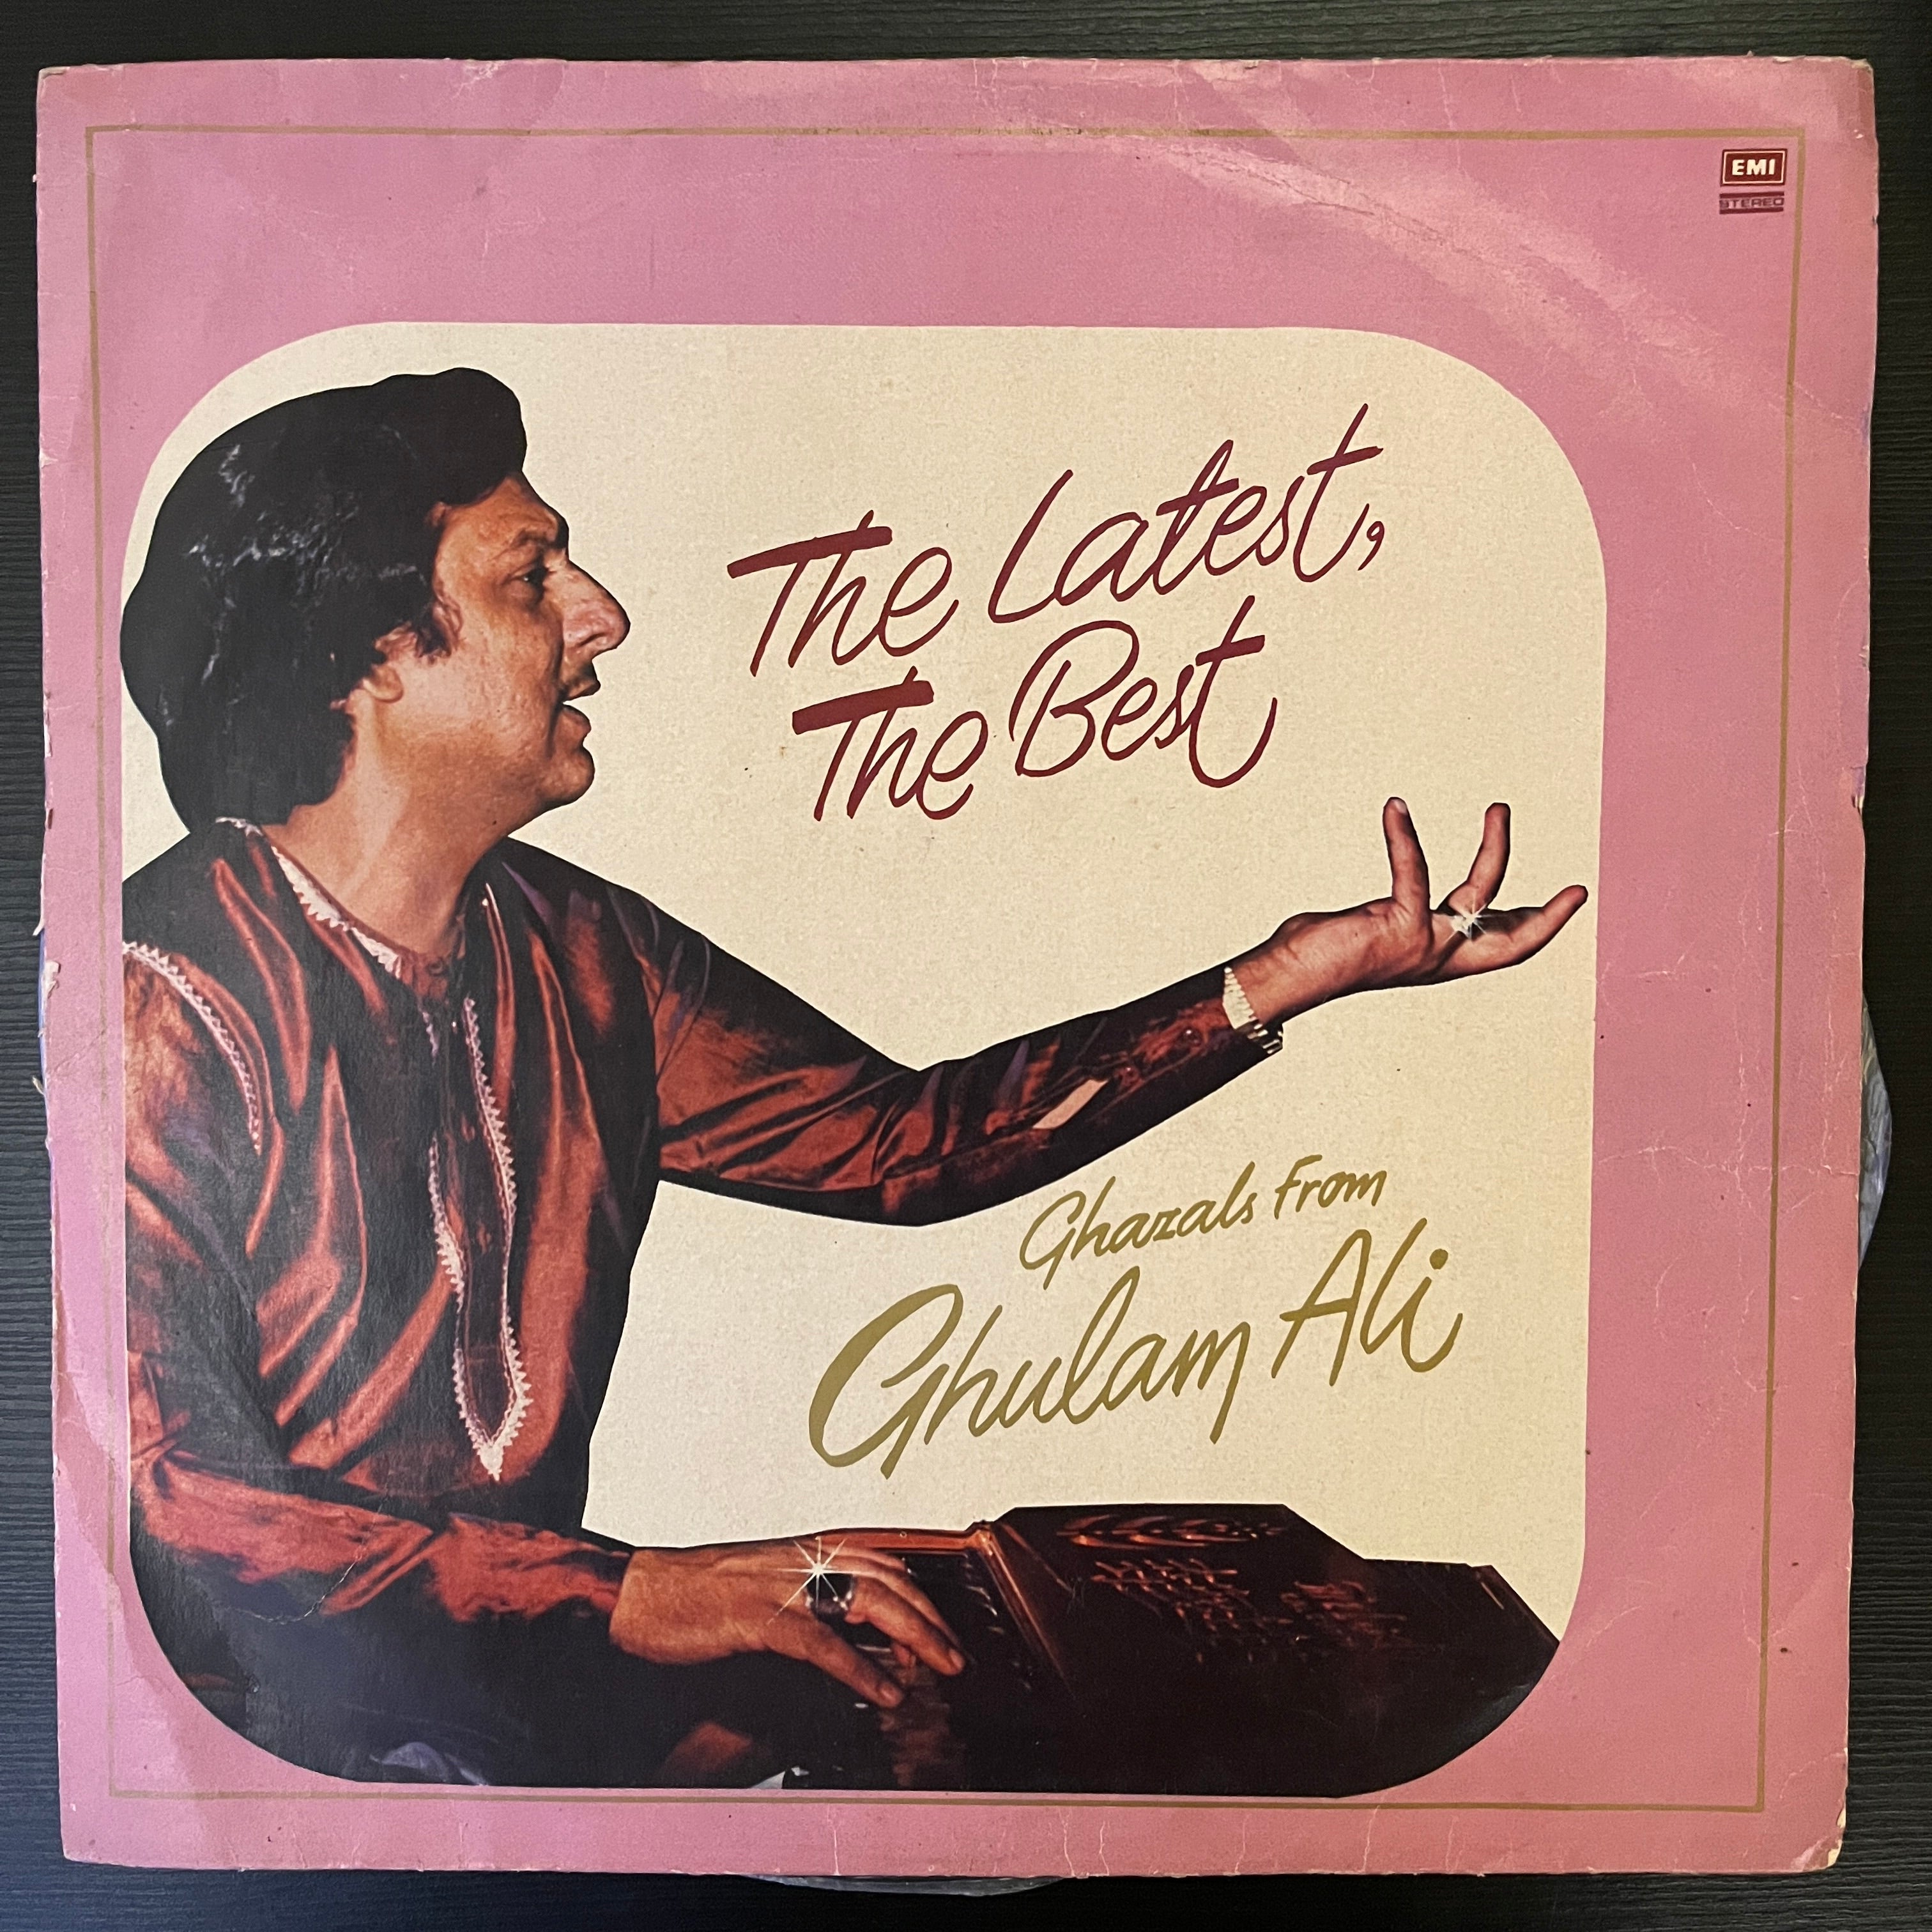 EMI
STEREO
The Latest,
The Best
Ghazals From
Ghulam Ali